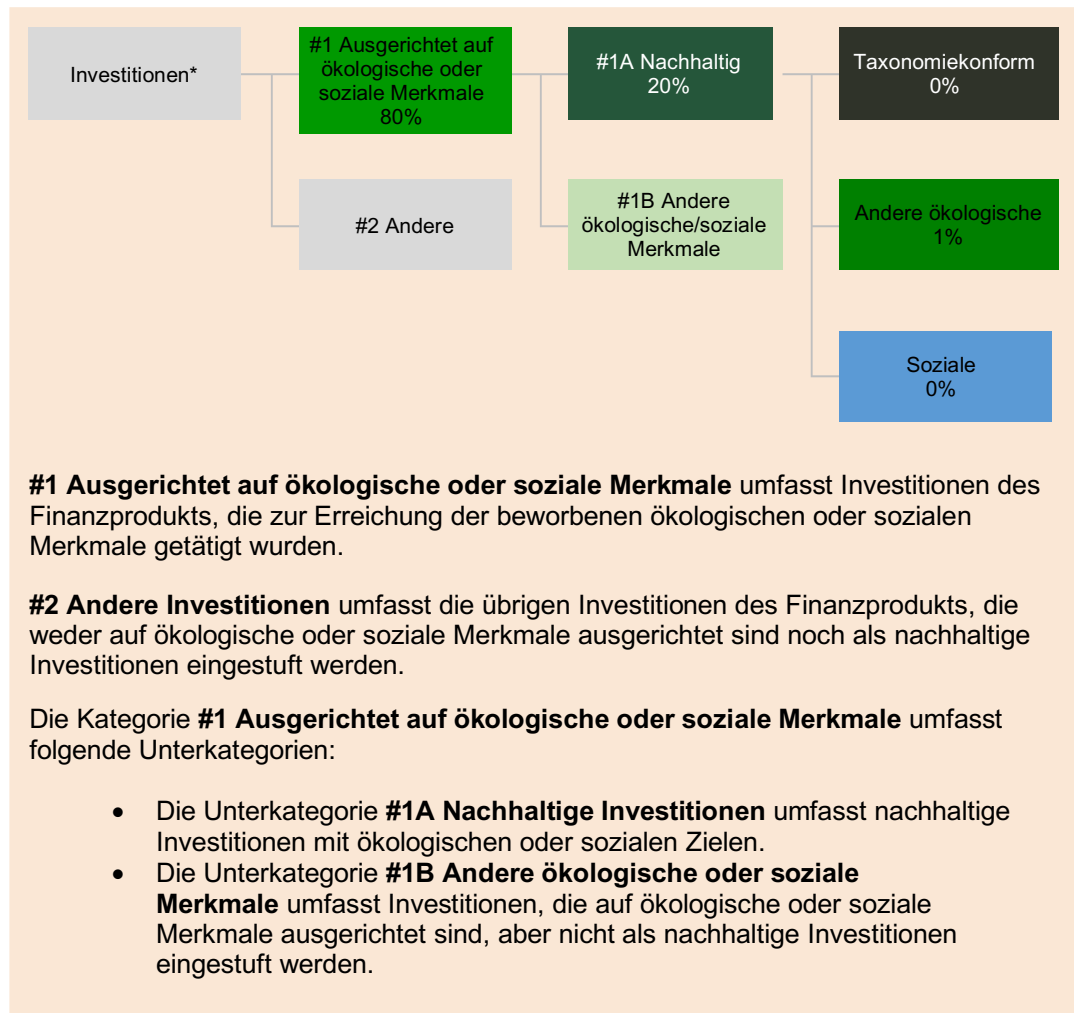 Investitionen*
#1 Ausgerichtet auf
ökologische oder
soziale Merkmale
80%
#1A Nachhaltig
20%
Taxonomiekonform
0%
#2 Andere
#1B Andere
ökologische/soziale
Merkmale
Andere ökologische
1%
Soziale
0%
#1 Ausgerichtet auf ökologische oder soziale Merkmale umfasst Investitionen des
Finanzprodukts, die zur Erreichung der beworbenen ökologischen oder sozialen
Merkmale getätigt wurden.
#2 Andere Investitionen umfasst die übrigen Investitionen des Finanzprodukts, die
weder auf ökologische oder soziale Merkmale ausgerichtet sind noch als nachhaltige
Investitionen eingestuft werden.
Die Kategorie #1 Ausgerichtet auf ökologische oder soziale Merkmale umfasst
folgende Unterkategorien:
• Die Unterkategorie #1A Nachhaltige Investitionen umfasst nachhaltige
Investitionen mit ökologischen oder sozialen Zielen.
• Die Unterkategorie #1B Andere ökologische oder soziale
Merkmale umfasst Investitionen, die auf ökologische oder soziale
Merkmale ausgerichtet sind, aber nicht als nachhaltige Investitionen
eingestuft werden.